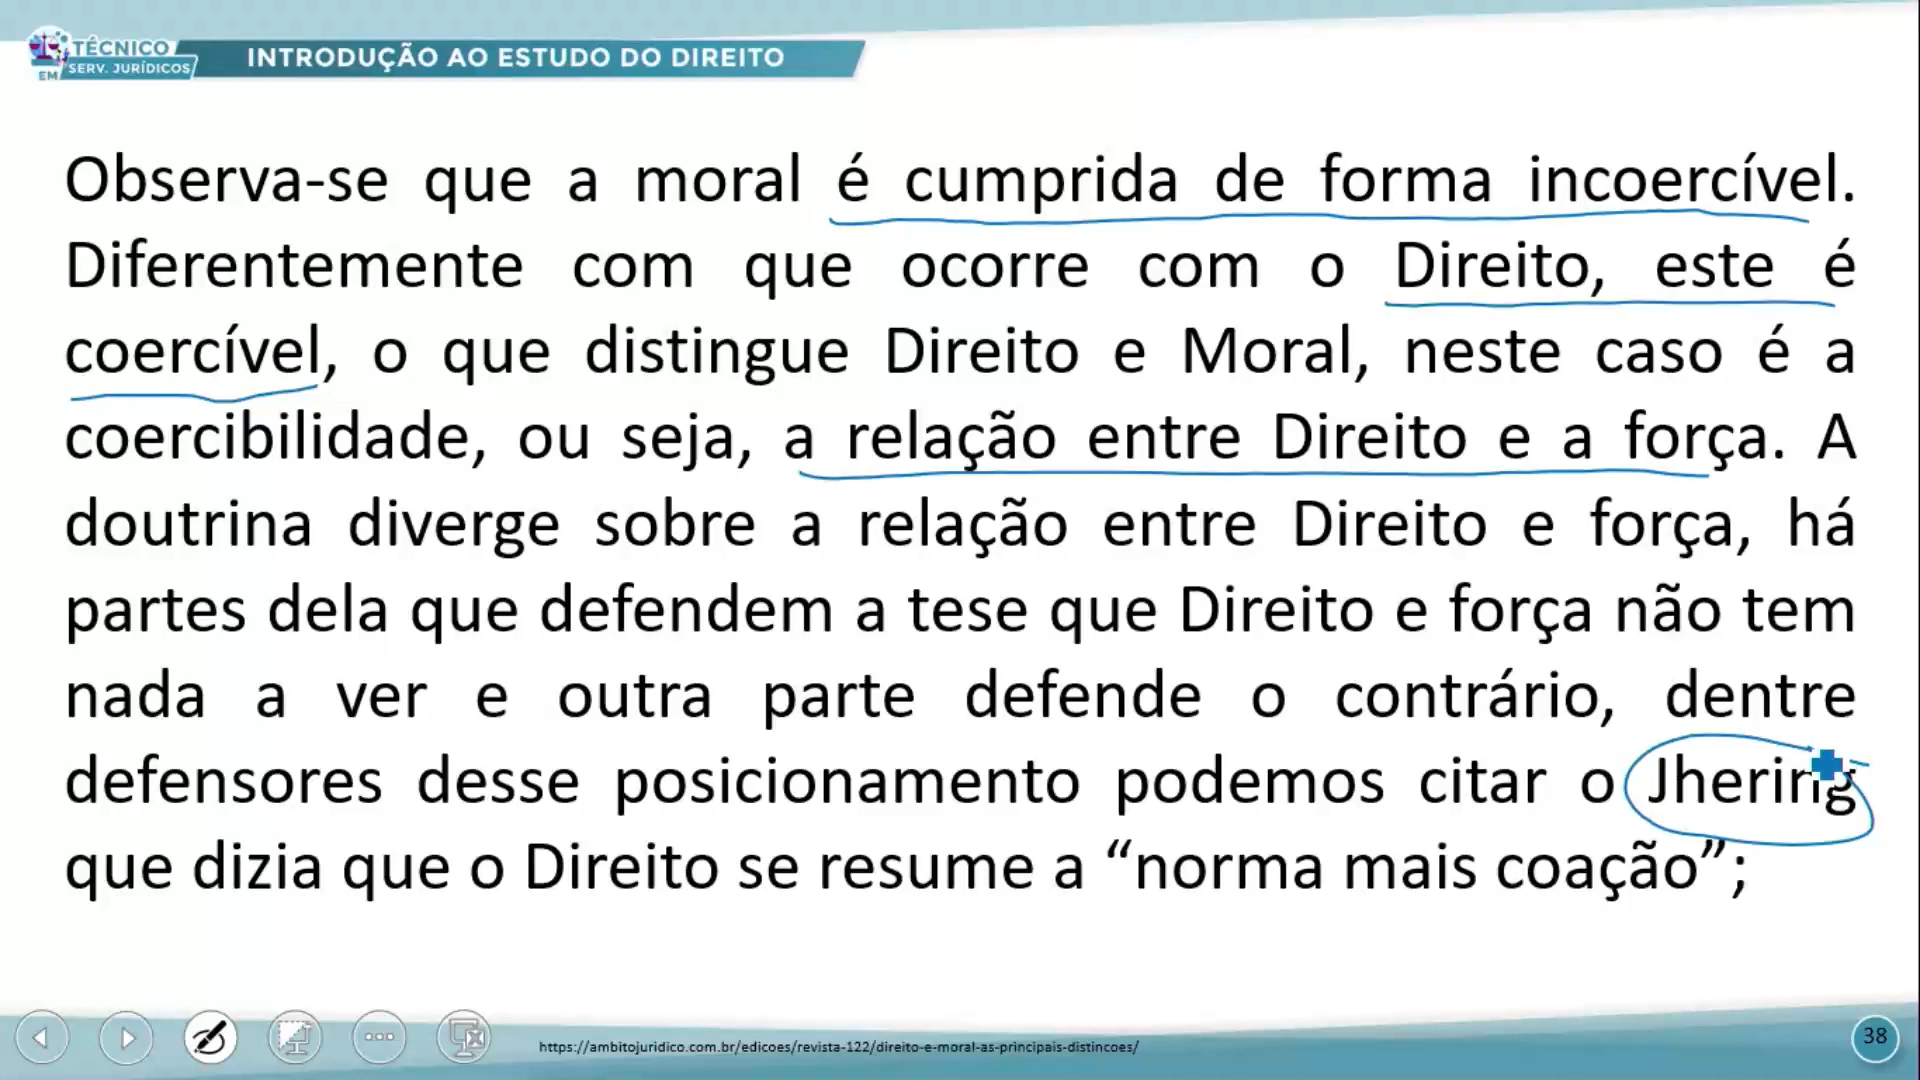 TÉCNICO
EM SERV. JURÍDICOS
INTRODUÇÃO AO ESTUDO DO DIREITO
Observa-se que a moral é cumprida de forma incoercível.
Diferentemente com que ocorre com o Direito, este é
coercível, o que distingue Direito e Moral, neste caso é a
coercibilidade, ou seja, a relação entre Direito e a força. A
doutrina diverge sobre a relação entre Direito e força, há
partes dela que defendem a tese que Direito e força não tem
nada a ver e outra parte defende o contrário, dentre
defensores desse posicionamento podemos citar o Jhering
que dizia que o Direito se resume a “norma mais coação”;
https://ambitojuridico.com.br/edicoes/revista-122/direito-e-moral-as-principais-distincoes/
38